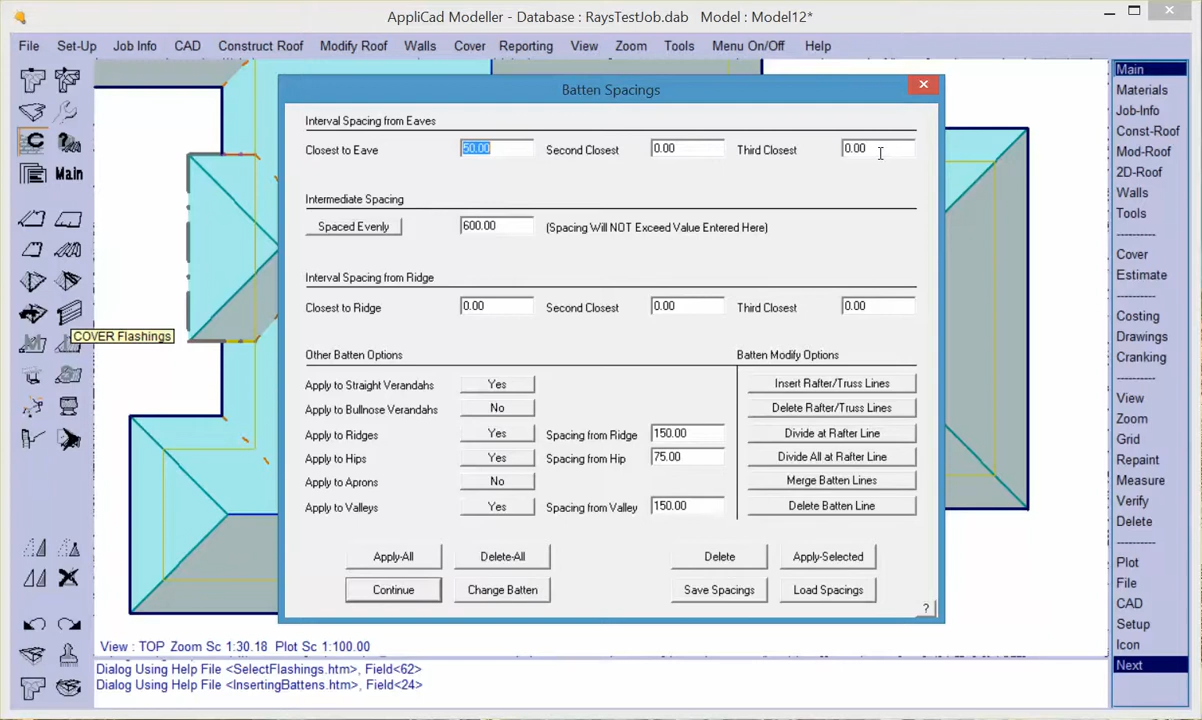 AppliCad Modeller - Database : RaysTestJob.dab   Model : Model12*
File Set-Up Job Info CAD Construct Roof Modify Roof Walls Cover Reporting View Zoom Tools Menu On/Off Help
Batten Spacings
Interval Spacing from Eaves
Closest to Eave 50.00 Second Closest 0.00 Third Closest 0.00
Intermediate Spacing
Spaced Evenly 600.00 (Spacing Will NOT Exceed Value Entered Here)
Interval Spacing from Ridge
Closest to Ridge 0.00 Second Closest 0.00 Third Closest 0.00
Other Batten Options Batten Modify Options
Apply to Straight Verandahs Yes Insert Rafter/Truss Lines
Apply to Bullnose Verandahs No Delete Rafter/Truss Lines
Apply to Ridges Yes Spacing from Ridge 150.00 Divide at Rafter Line
Apply to Hips Yes Spacing from Hip 75.00 Divide All at Rafter Line
Apply to Aprons No Merge Batten Lines
Apply to Valleys Yes Spacing from Valley 150.00 Delete Batten Line
Apply-All Delete-All Delete Apply-Selected
Continue Change Batten Save Spacings Load Spacings
?
C
Main
COVER Flashings
Main
Materials
Job-Info
Const-Roof
Mod-Roof
2D-Roof
Walls
Tools
----------
Cover
Estimate
----------
Costing
Drawings
Cranking
----------
View
Zoom
Grid
Repaint
Measure
Verify
Delete
----------
Plot
File
CAD
Setup
Icon
Next
View : TOP Zoom Sc 1:30.18 Plot Sc 1:100.00
Dialog Using Help File <SelectFlashings.htm>, Field<62>
Dialog Using Help File <InsertingBattens.htm>, Field<24>